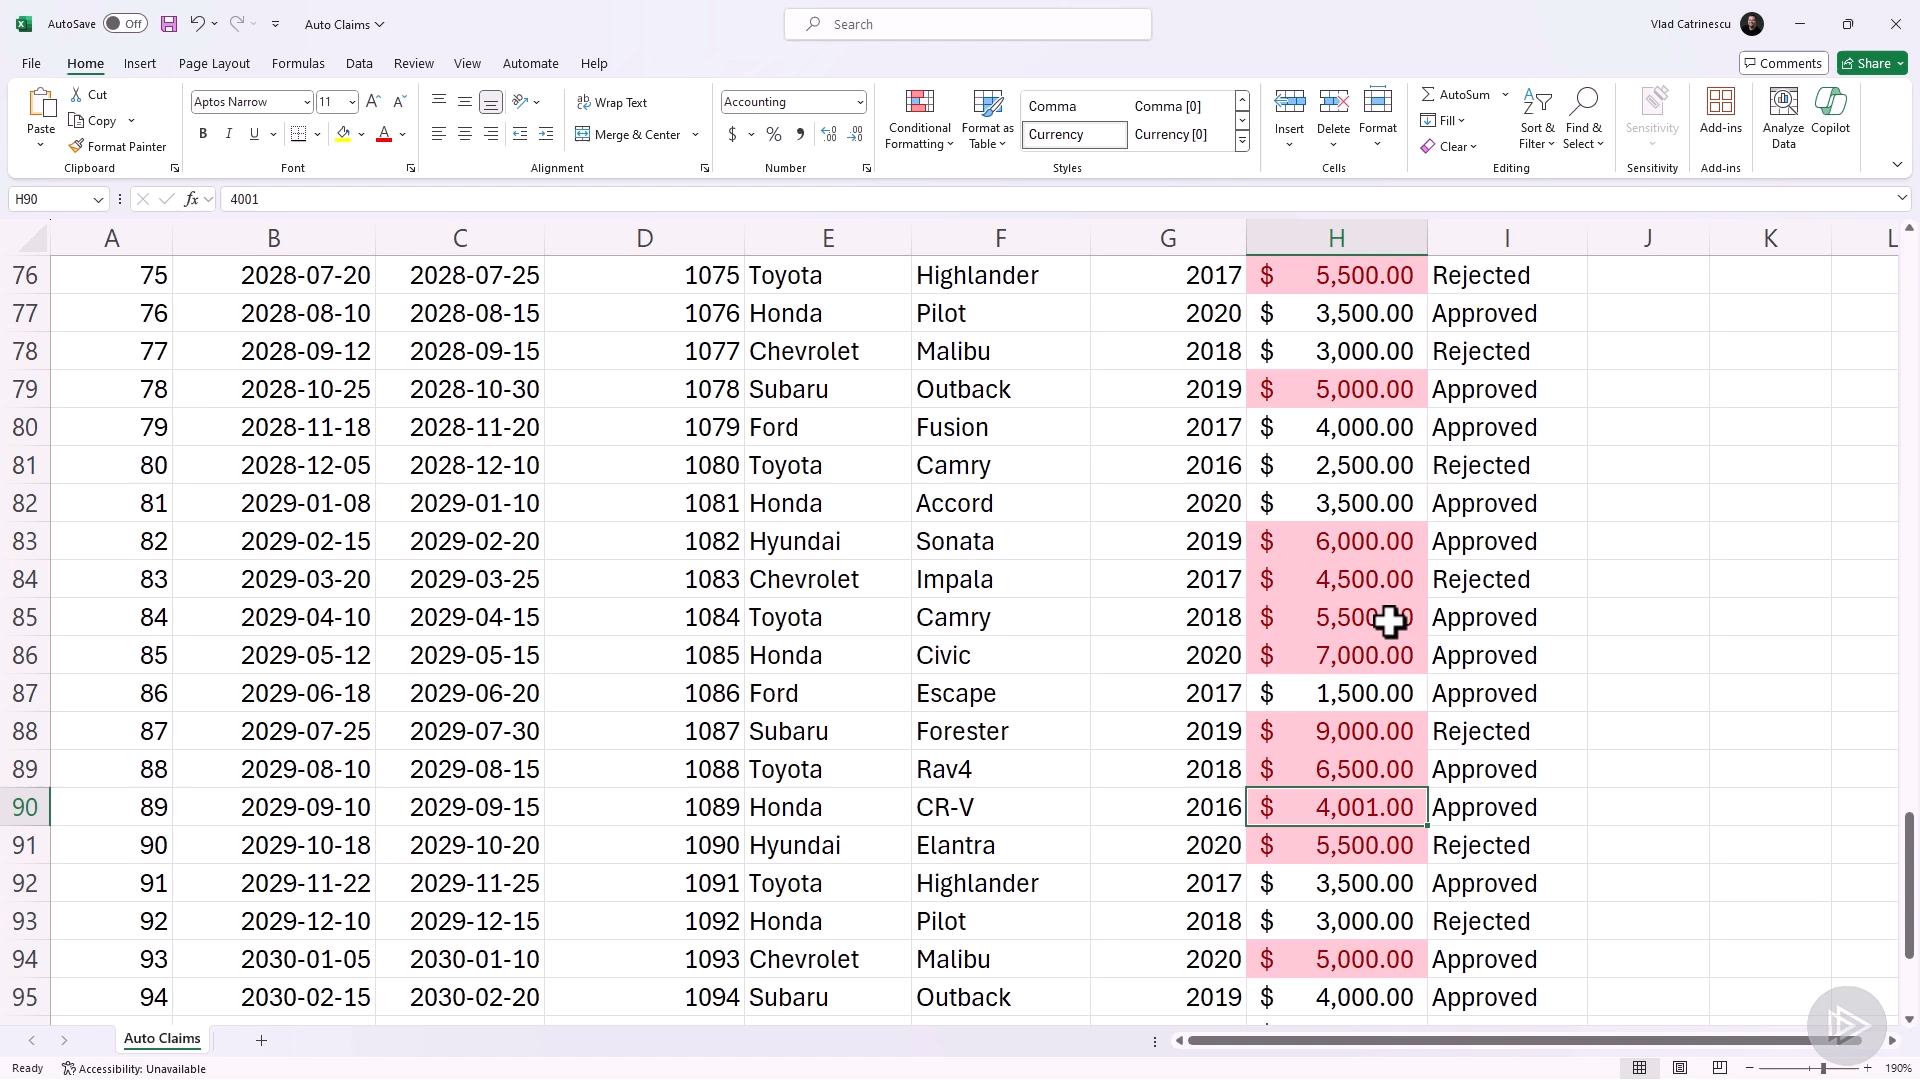 AutoSave Off Auto Claims Search Vlad Catrinescu
File Home Insert Page Layout Formulas Data Review View Automate Help Comments Share
Paste Cut Copy Format Painter Clipboard
Aptos Narrow 11 A A B I U A Font
ab Wrap Text Merge & Center Alignment
Accounting $ % , Number
Conditional Formatting Format as Table Comma Comma [0] Currency Currency [0] Styles
Insert Delete Format Cells
AutoSum Fill Clear Sort & Filter Find & Select Editing
Sensitivity Sensitivity Add-ins Add-ins Analyze Data Copilot
H90 fx 4001
A B C D E F G H I J K L
76 75 2028-07-20 2028-07-25 1075 Toyota Highlander 2017 $ 5,500.00 Rejected
77 76 2028-08-10 2028-08-15 1076 Honda Pilot 2020 $ 3,500.00 Approved
78 77 2028-09-12 2028-09-15 1077 Chevrolet Malibu 2018 $ 3,000.00 Rejected
79 78 2028-10-25 2028-10-30 1078 Subaru Outback 2019 $ 5,000.00 Approved
80 79 2028-11-18 2028-11-20 1079 Ford Fusion 2017 $ 4,000.00 Approved
81 80 2028-12-05 2028-12-10 1080 Toyota Camry 2016 $ 2,500.00 Rejected
82 81 2029-01-08 2029-01-10 1081 Honda Accord 2020 $ 3,500.00 Approved
83 82 2029-02-15 2029-02-20 1082 Hyundai Sonata 2019 $ 6,000.00 Approved
84 83 2029-03-20 2029-03-25 1083 Chevrolet Impala 2017 $ 4,500.00 Rejected
85 84 2029-04-10 2029-04-15 1084 Toyota Camry 2018 $ 5,500.00 Approved
86 85 2029-05-12 2029-05-15 1085 Honda Civic 2020 $ 7,000.00 Approved
87 86 2029-06-18 2029-06-20 1086 Ford Escape 2017 $ 1,500.00 Approved
88 87 2029-07-25 2029-07-30 1087 Subaru Forester 2019 $ 9,000.00 Rejected
89 88 2029-08-10 2029-08-15 1088 Toyota Rav4 2018 $ 6,500.00 Approved
90 89 2029-09-10 2029-09-15 1089 Honda CR-V 2016 $ 4,001.00 Approved
91 90 2029-10-18 2029-10-20 1090 Hyundai Elantra 2020 $ 5,500.00 Rejected
92 91 2029-11-22 2029-11-25 1091 Toyota Highlander 2017 $ 3,500.00 Approved
93 92 2029-12-10 2029-12-15 1092 Honda Pilot 2018 $ 3,000.00 Rejected
94 93 2030-01-05 2030-01-10 1093 Chevrolet Malibu 2020 $ 5,000.00 Approved
95 94 2030-02-15 2030-02-20 1094 Subaru Outback 2019 $ 4,000.00 Approved
Auto Claims
Ready Accessibility: Unavailable 190%